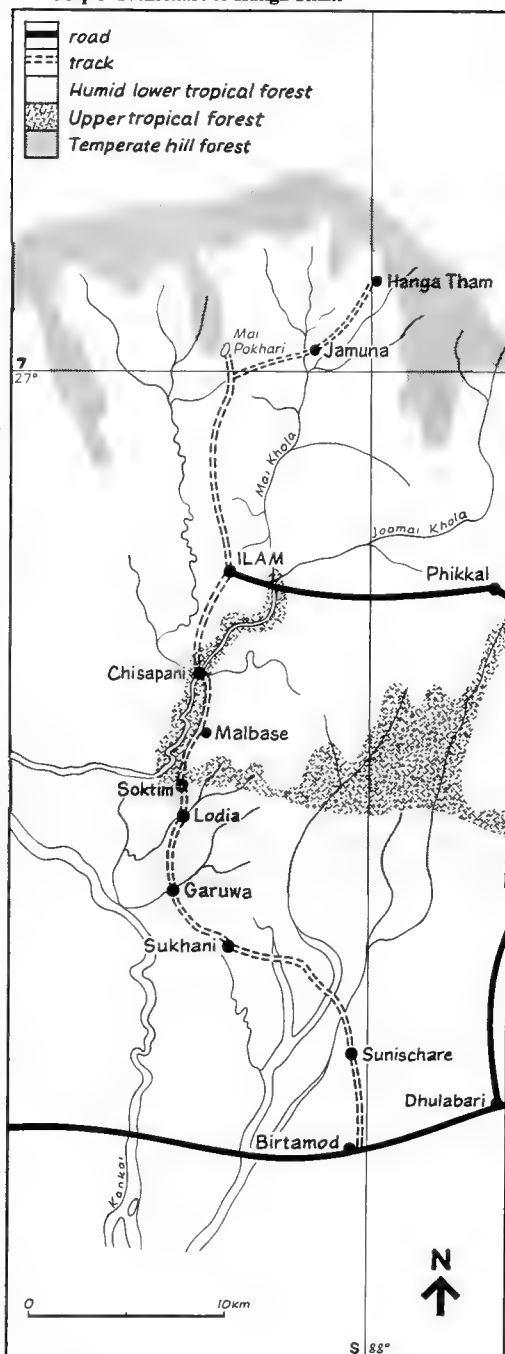 road
track
Humid lower tropical forest
Upper tropical forest
Temperate hill forest
Hanga Tham
Mai
Pokhari
Jamuna
7
27°
Mai Khola
Joamai Khola
ILAM
Phikkal
Chisapani
Malbase
Soktim
Lodia
Garuwa
Sukhani
Sunischare
Dhulabari
Birtamod
Kankai
N
0
10km
S 88°